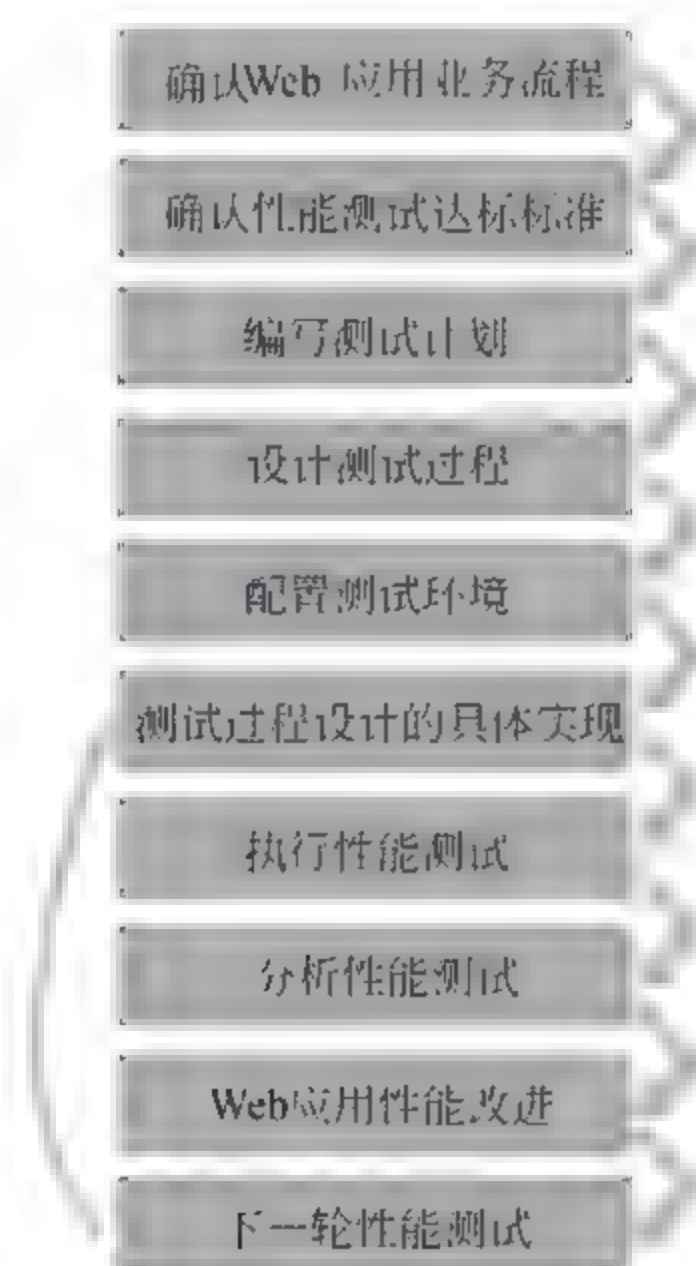 确认Web 应用业务流程
确认性能测试达标标准
编写测试计划
设计测试过程
配置测试环境
测试过程设计的具体实现
执行性能测试
分析性能测试
Web应用性能改进
下一轮性能测试